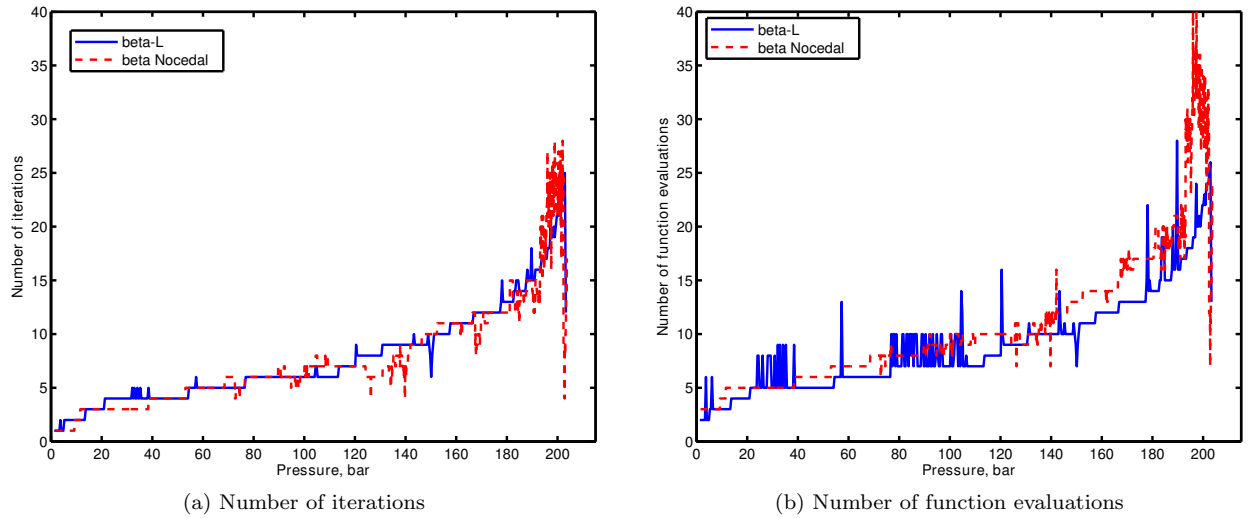 40
35
30
25
20
15
10
5
0
Number of iterations
beta-L
beta Nocedal
0 20 40 60 80 100 120 140 160 180 200
Pressure, bar
(a) Number of iterations
40
35
30
25
20
15
10
5
0
Number of function evaluations
beta-L
beta Nocedal
0 20 40 60 80 100 120 140 160 180 200
Pressure, bar
(b) Number of function evaluations